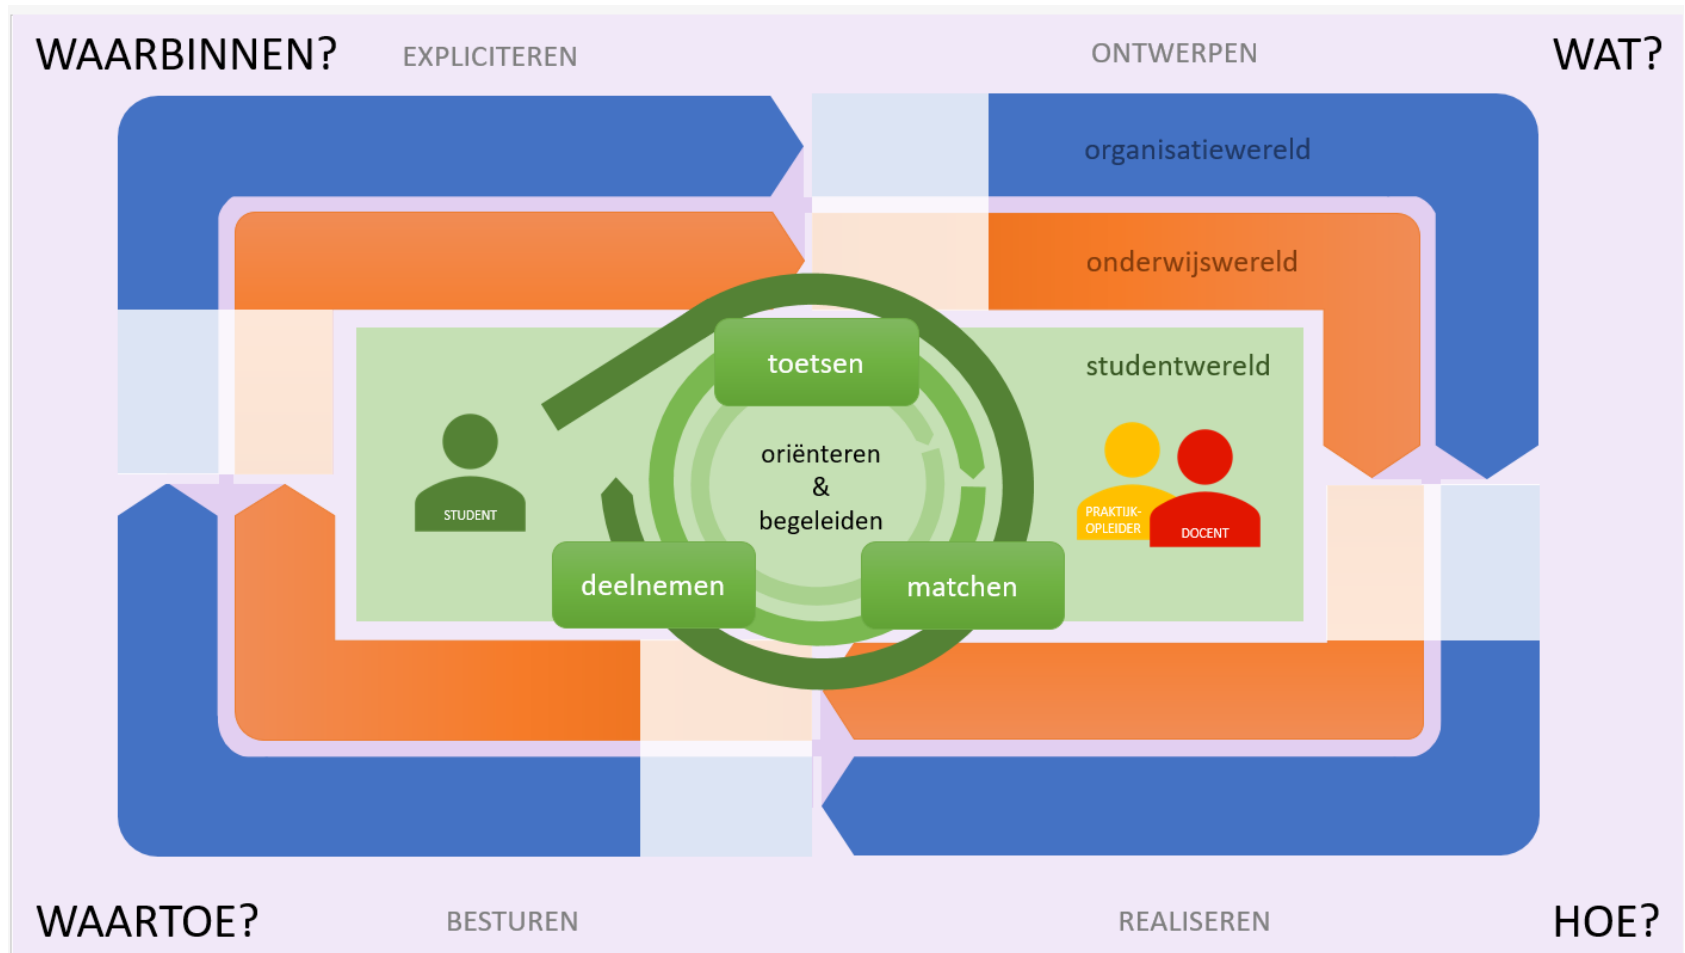 WAARBINNEN?
EXPLICITEREN
ONTWERPEN
WAT?
organisatiewereld
onderwijswereld
studentwereld
toetsen
oriënteren
&
begeleiden
STUDENT
PRAKTIJK-
OPLEIDER
DOCENT
deelnemen
matchen
WAARTOE?
BESTUREN
REALISEREN
HOE?